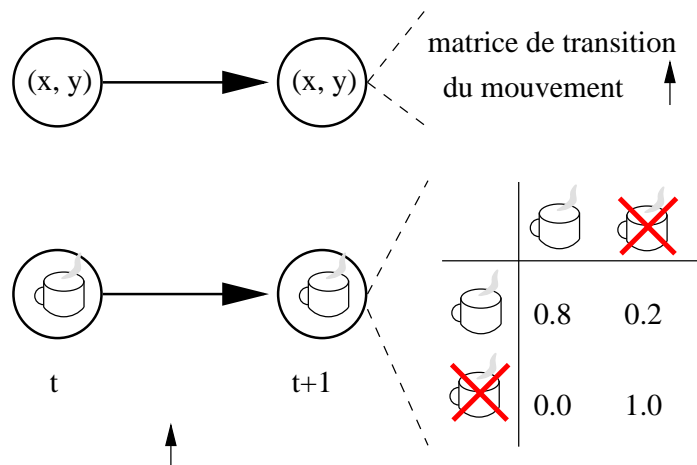 (x, y)
(x, y)
matrice de transition
du mouvement
0.8 0.2
0.0 1.0
t
t+1